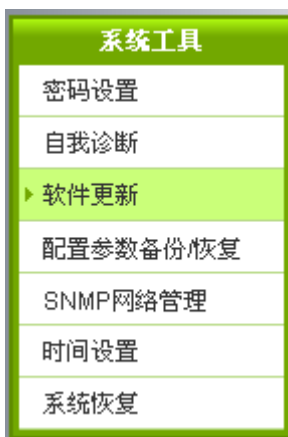 系统工具
密码设置
自我诊断
软件更新
配置参数备份/恢复
SNMP网络管理
时间设置
系统恢复